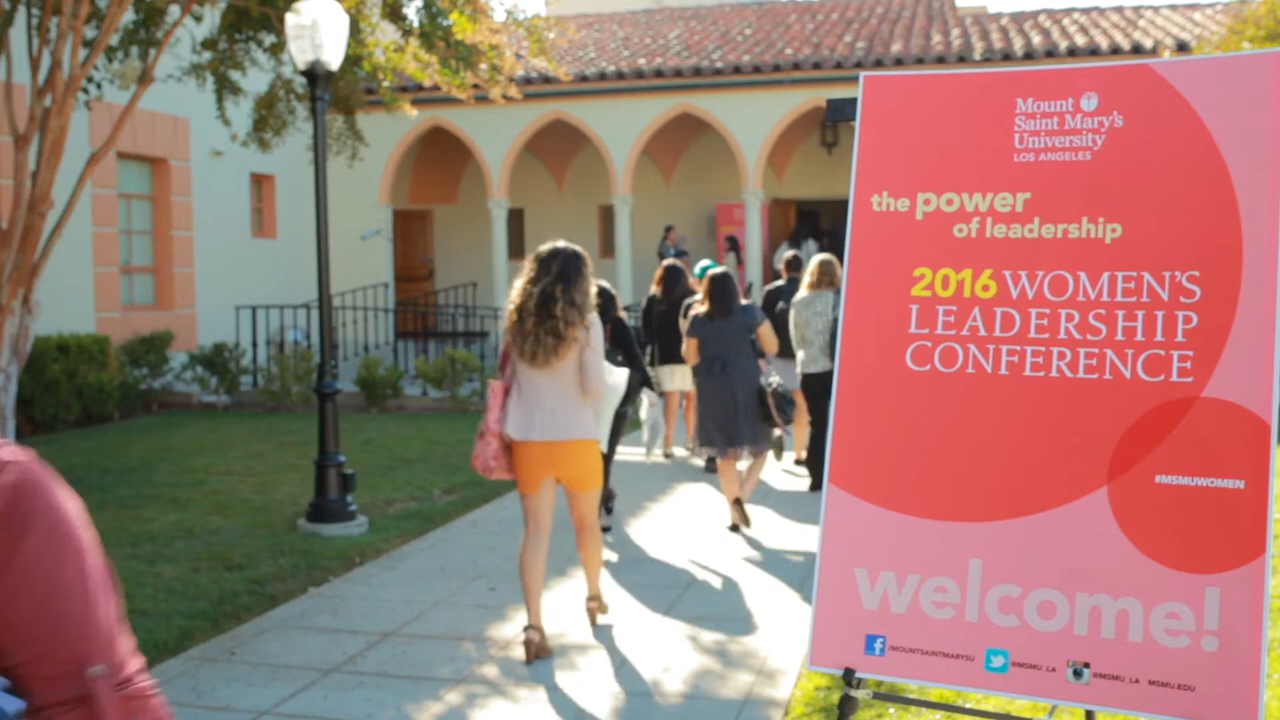 Mount
Saint Mary's
University
LOS ANGELES
the power
of leadership
2016 WOMEN'S
LEADERSHIP
CONFERENCE
#MSMUWOMEN
welcome!
/MOUNTSAINTMARYSU @MSMU_LA @MSMU_LA MSMU.EDU